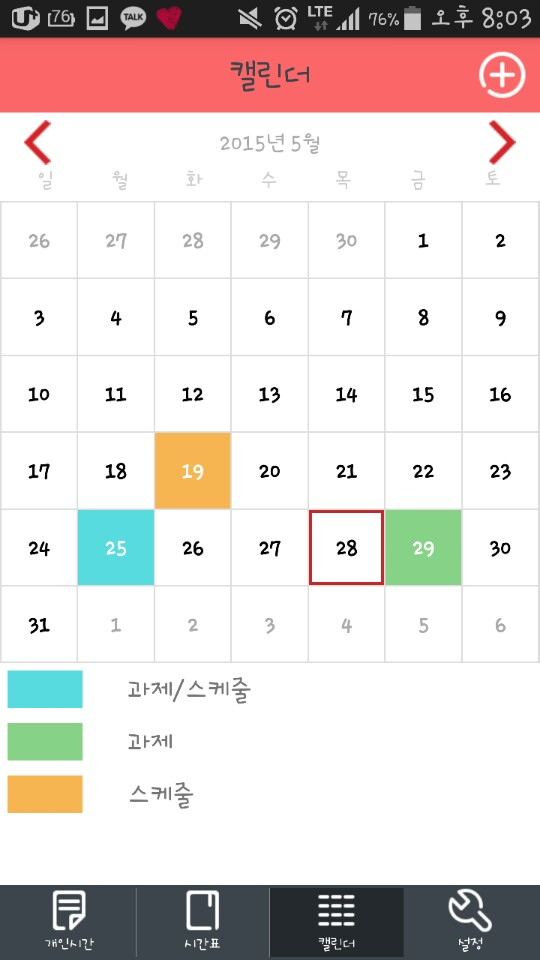 U+ [76] TALK LTE 76% 오후 8:03
캘린더
2015년 5월
일 월 화 수 목 금 토
26 27 28 29 30 1 2
3 4 5 6 7 8 9
10 11 12 13 14 15 16
17 18 19 20 21 22 23
24 25 26 27 28 29 30
31 1 2 3 4 5 6
과제/스케줄
과제
스케줄
개인시간 시간표 캘린더 설정